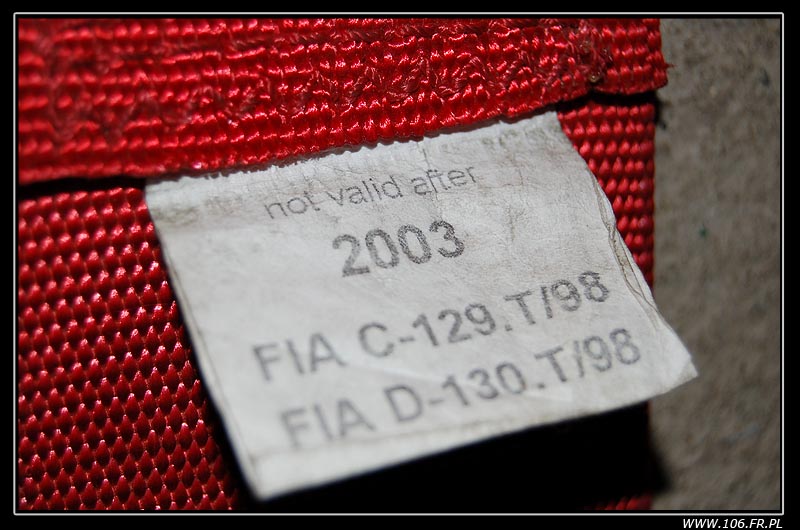 not valid after
2003
FIA C-129.T/98
FIA D-130.T/98
WWW.106.FR.PL